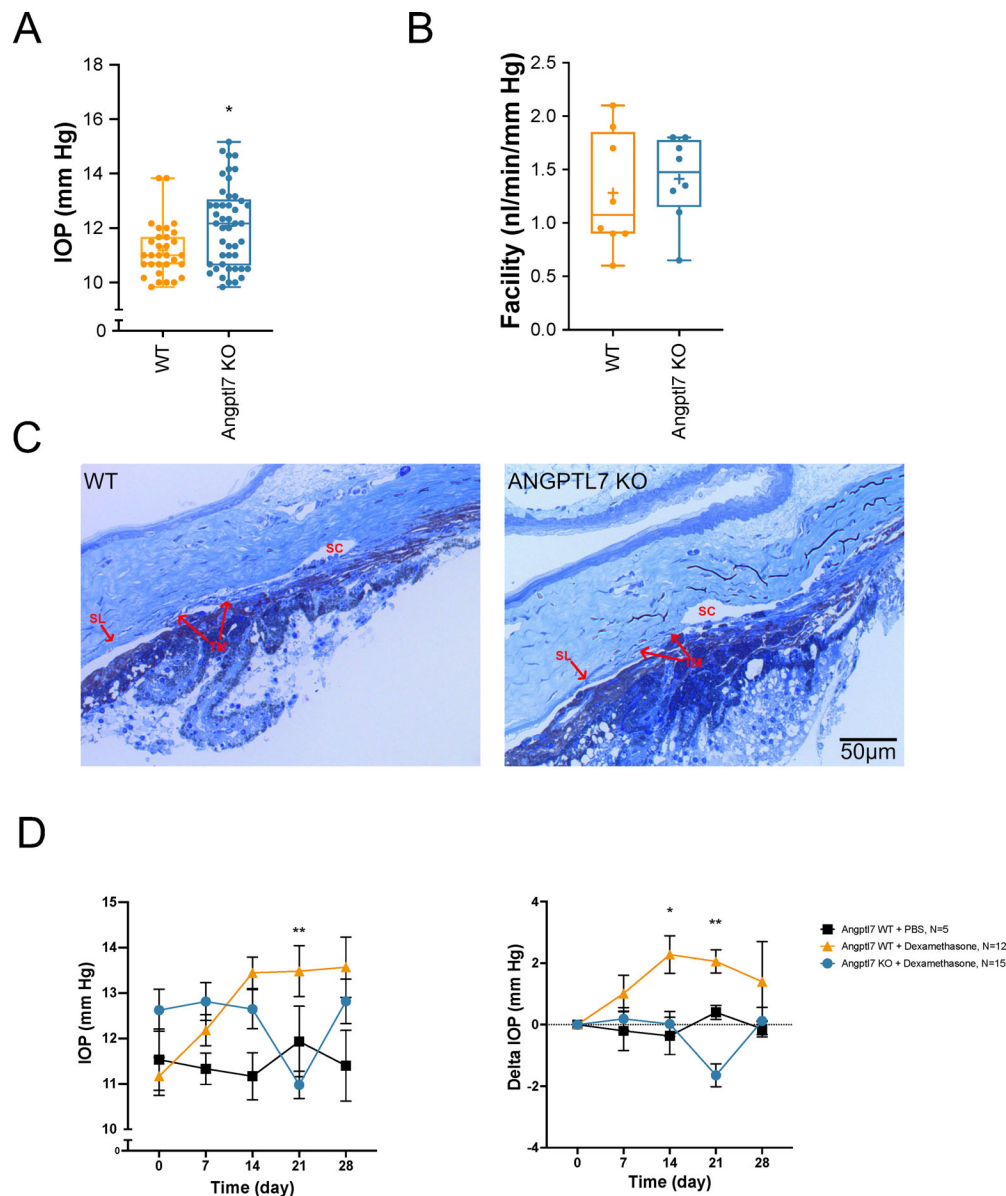 A
IOP (mm Hg)
18
16
14
12
10
0
*
WT
Angptl7 KO
B
Facility (nl/min/mm Hg)
2.5
2.0
1.5
1.0
0.5
0.0
WT
Angptl7 KO
C
WT
SC
SL
TM
ANGPTL7 KO
SC
SL
TM
50µm
D
IOP (mm Hg)
15
14
13
12
11
10
0
**
0 7 14 21 28
Time (day)
Delta IOP (mm Hg)
4
2
0
-2
-4
* **
0 7 14 21 28
Time (day)
Angptl7 WT + PBS, N=5
Angptl7 WT + Dexamethasone, N=12
Angptl7 KO + Dexamethasone, N=15